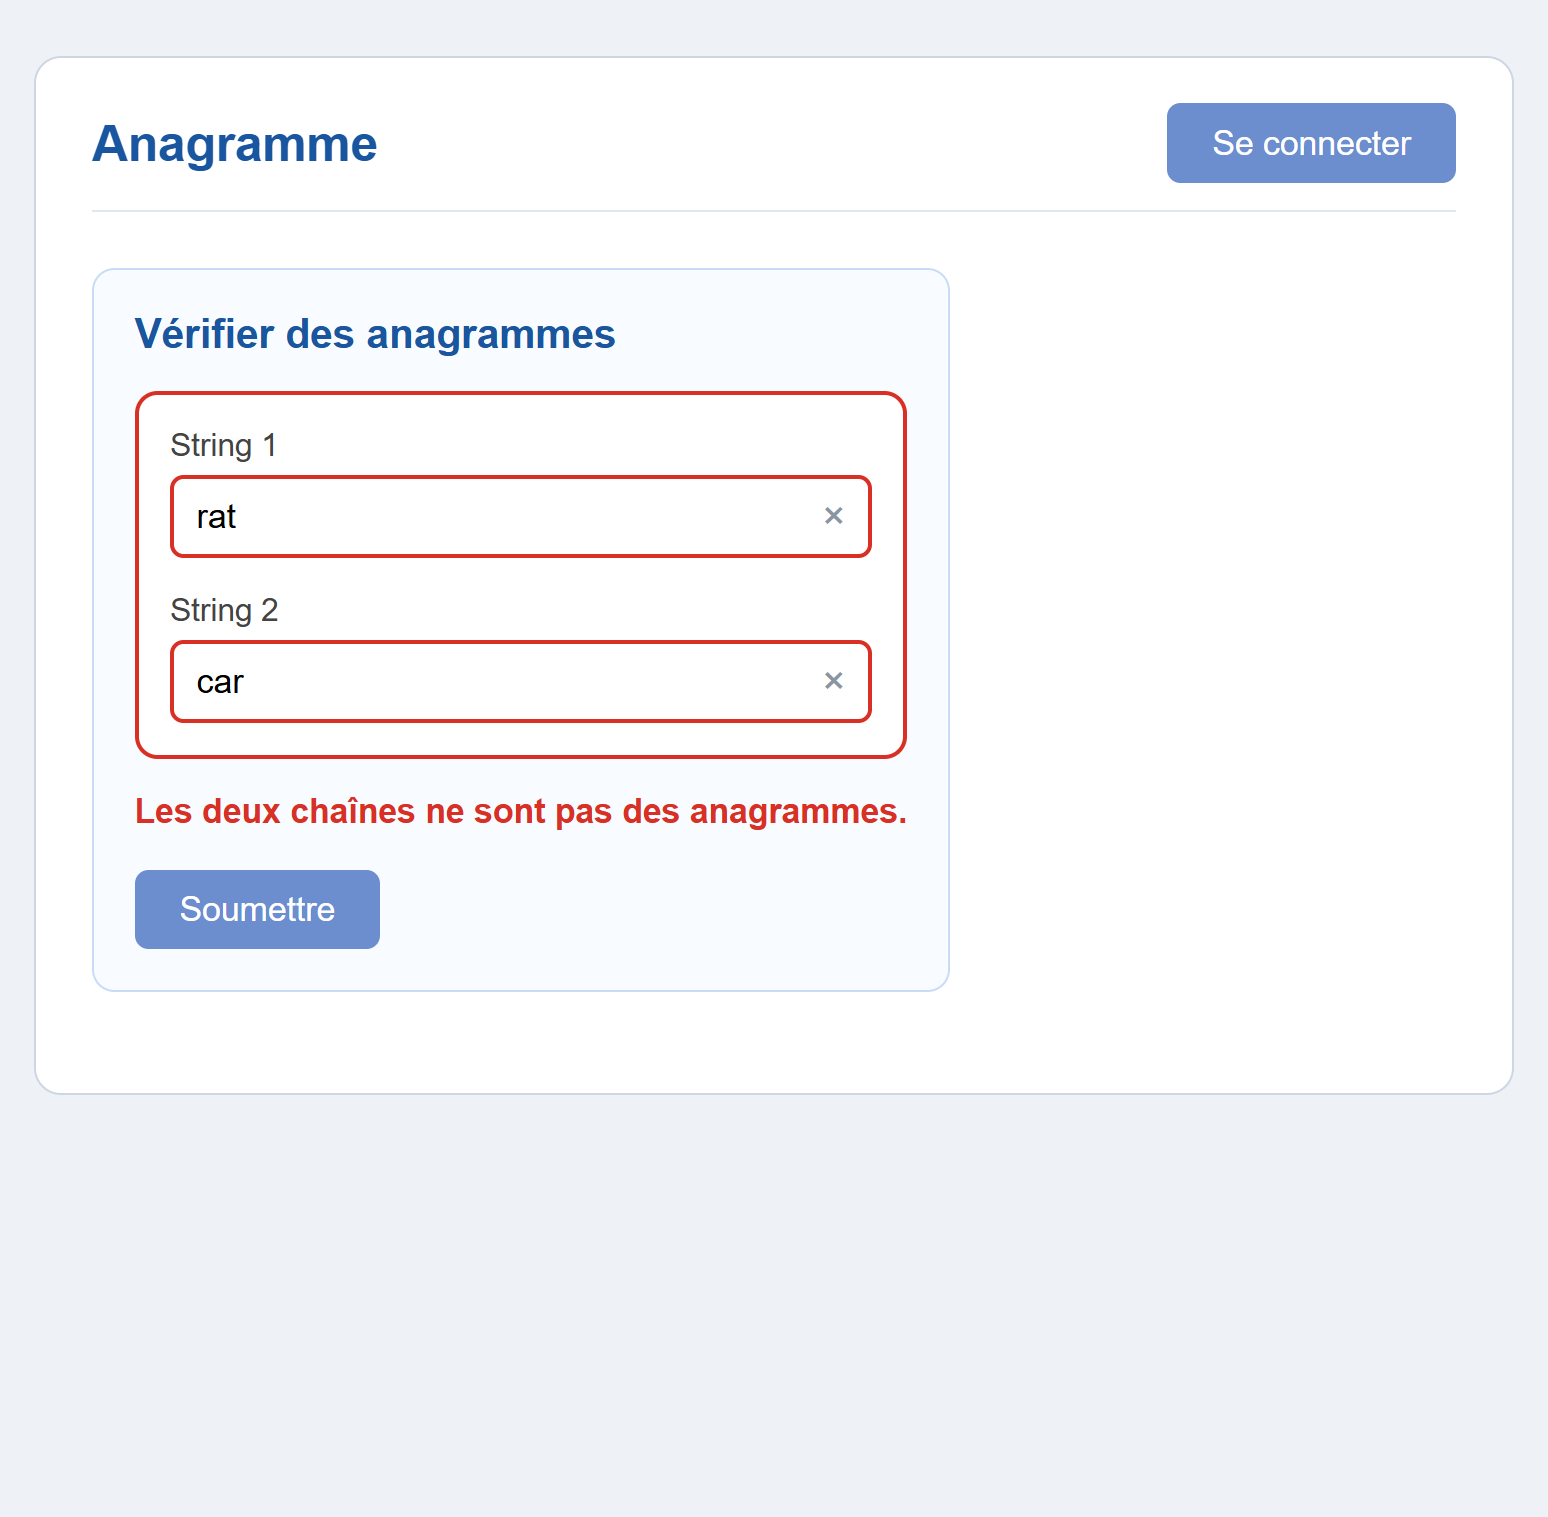 Anagramme
Se connecter
Vérifier des anagrammes
String 1
rat
String 2
car
Les deux chaînes ne sont pas des anagrammes.
Soumettre